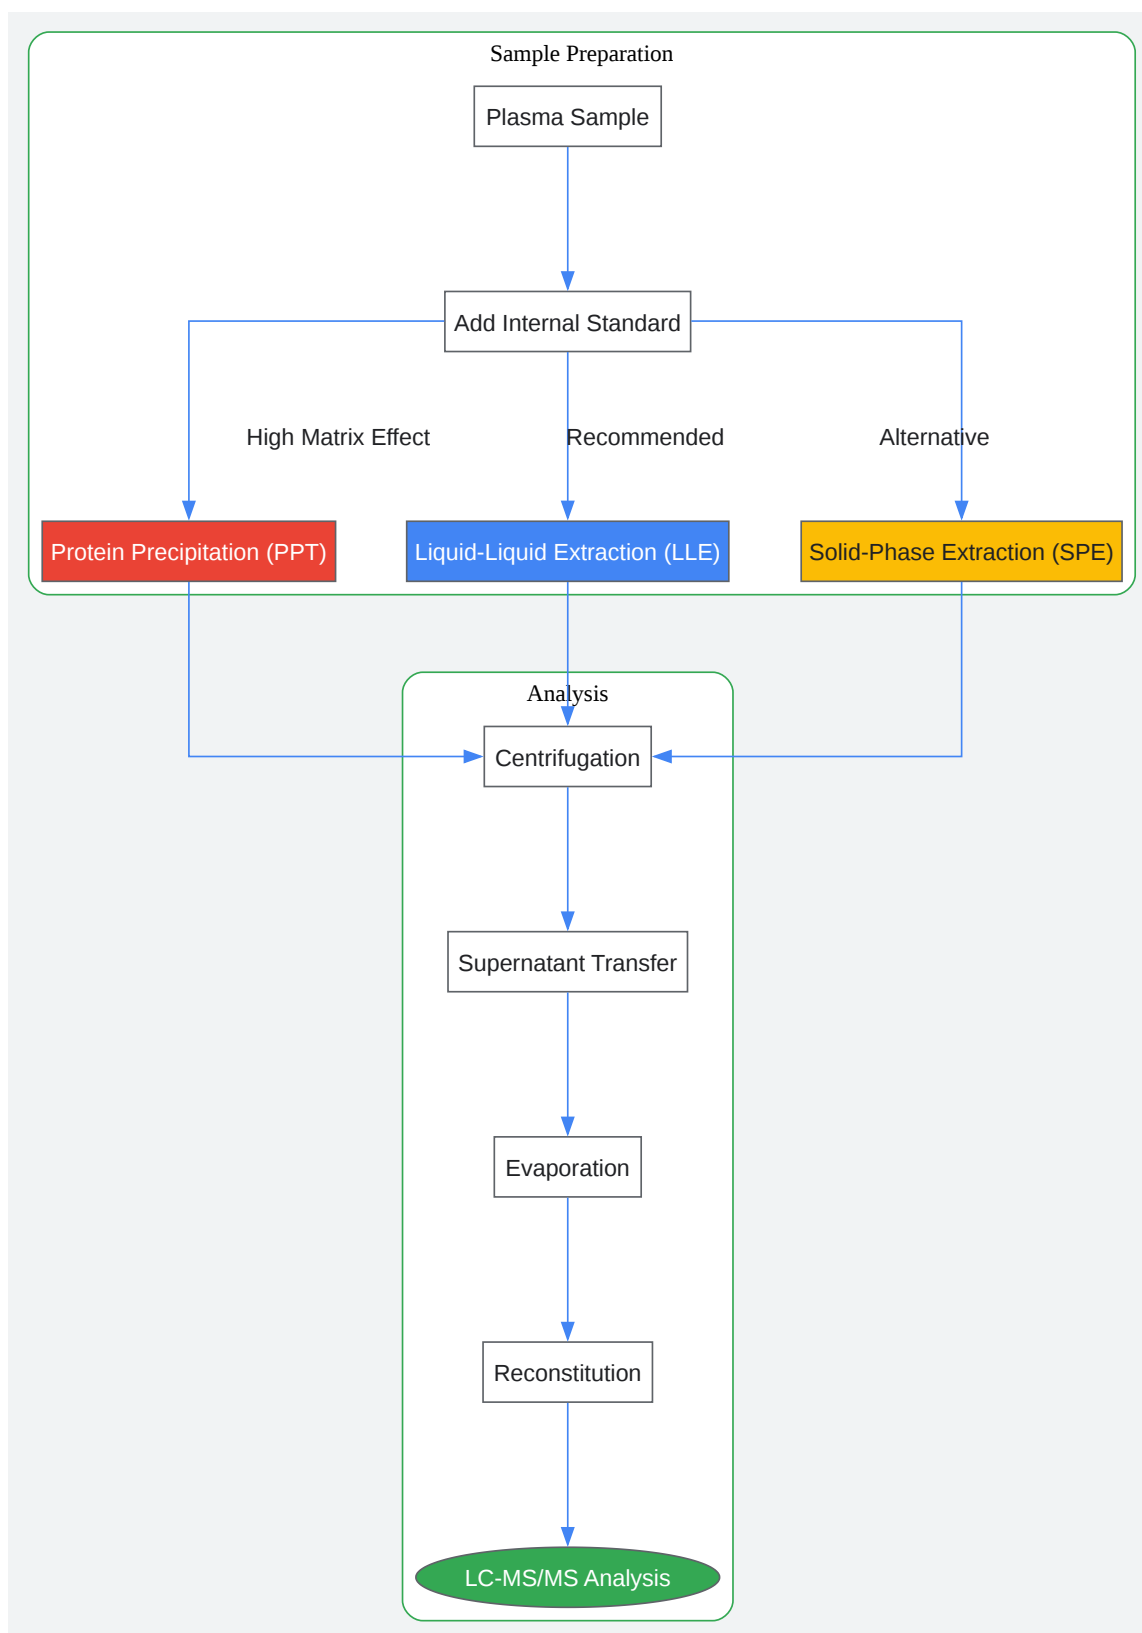 Sample Preparation
Plasma Sample
Add Internal Standard
High Matrix Effect
Recommended
Alternative
Protein Precipitation (PPT)
Liquid-Liquid Extraction (LLE)
Solid-Phase Extraction (SPE)
Analysis
Centrifugation
Supernatant Transfer
Evaporation
Reconstitution
LC-MS/MS Analysis